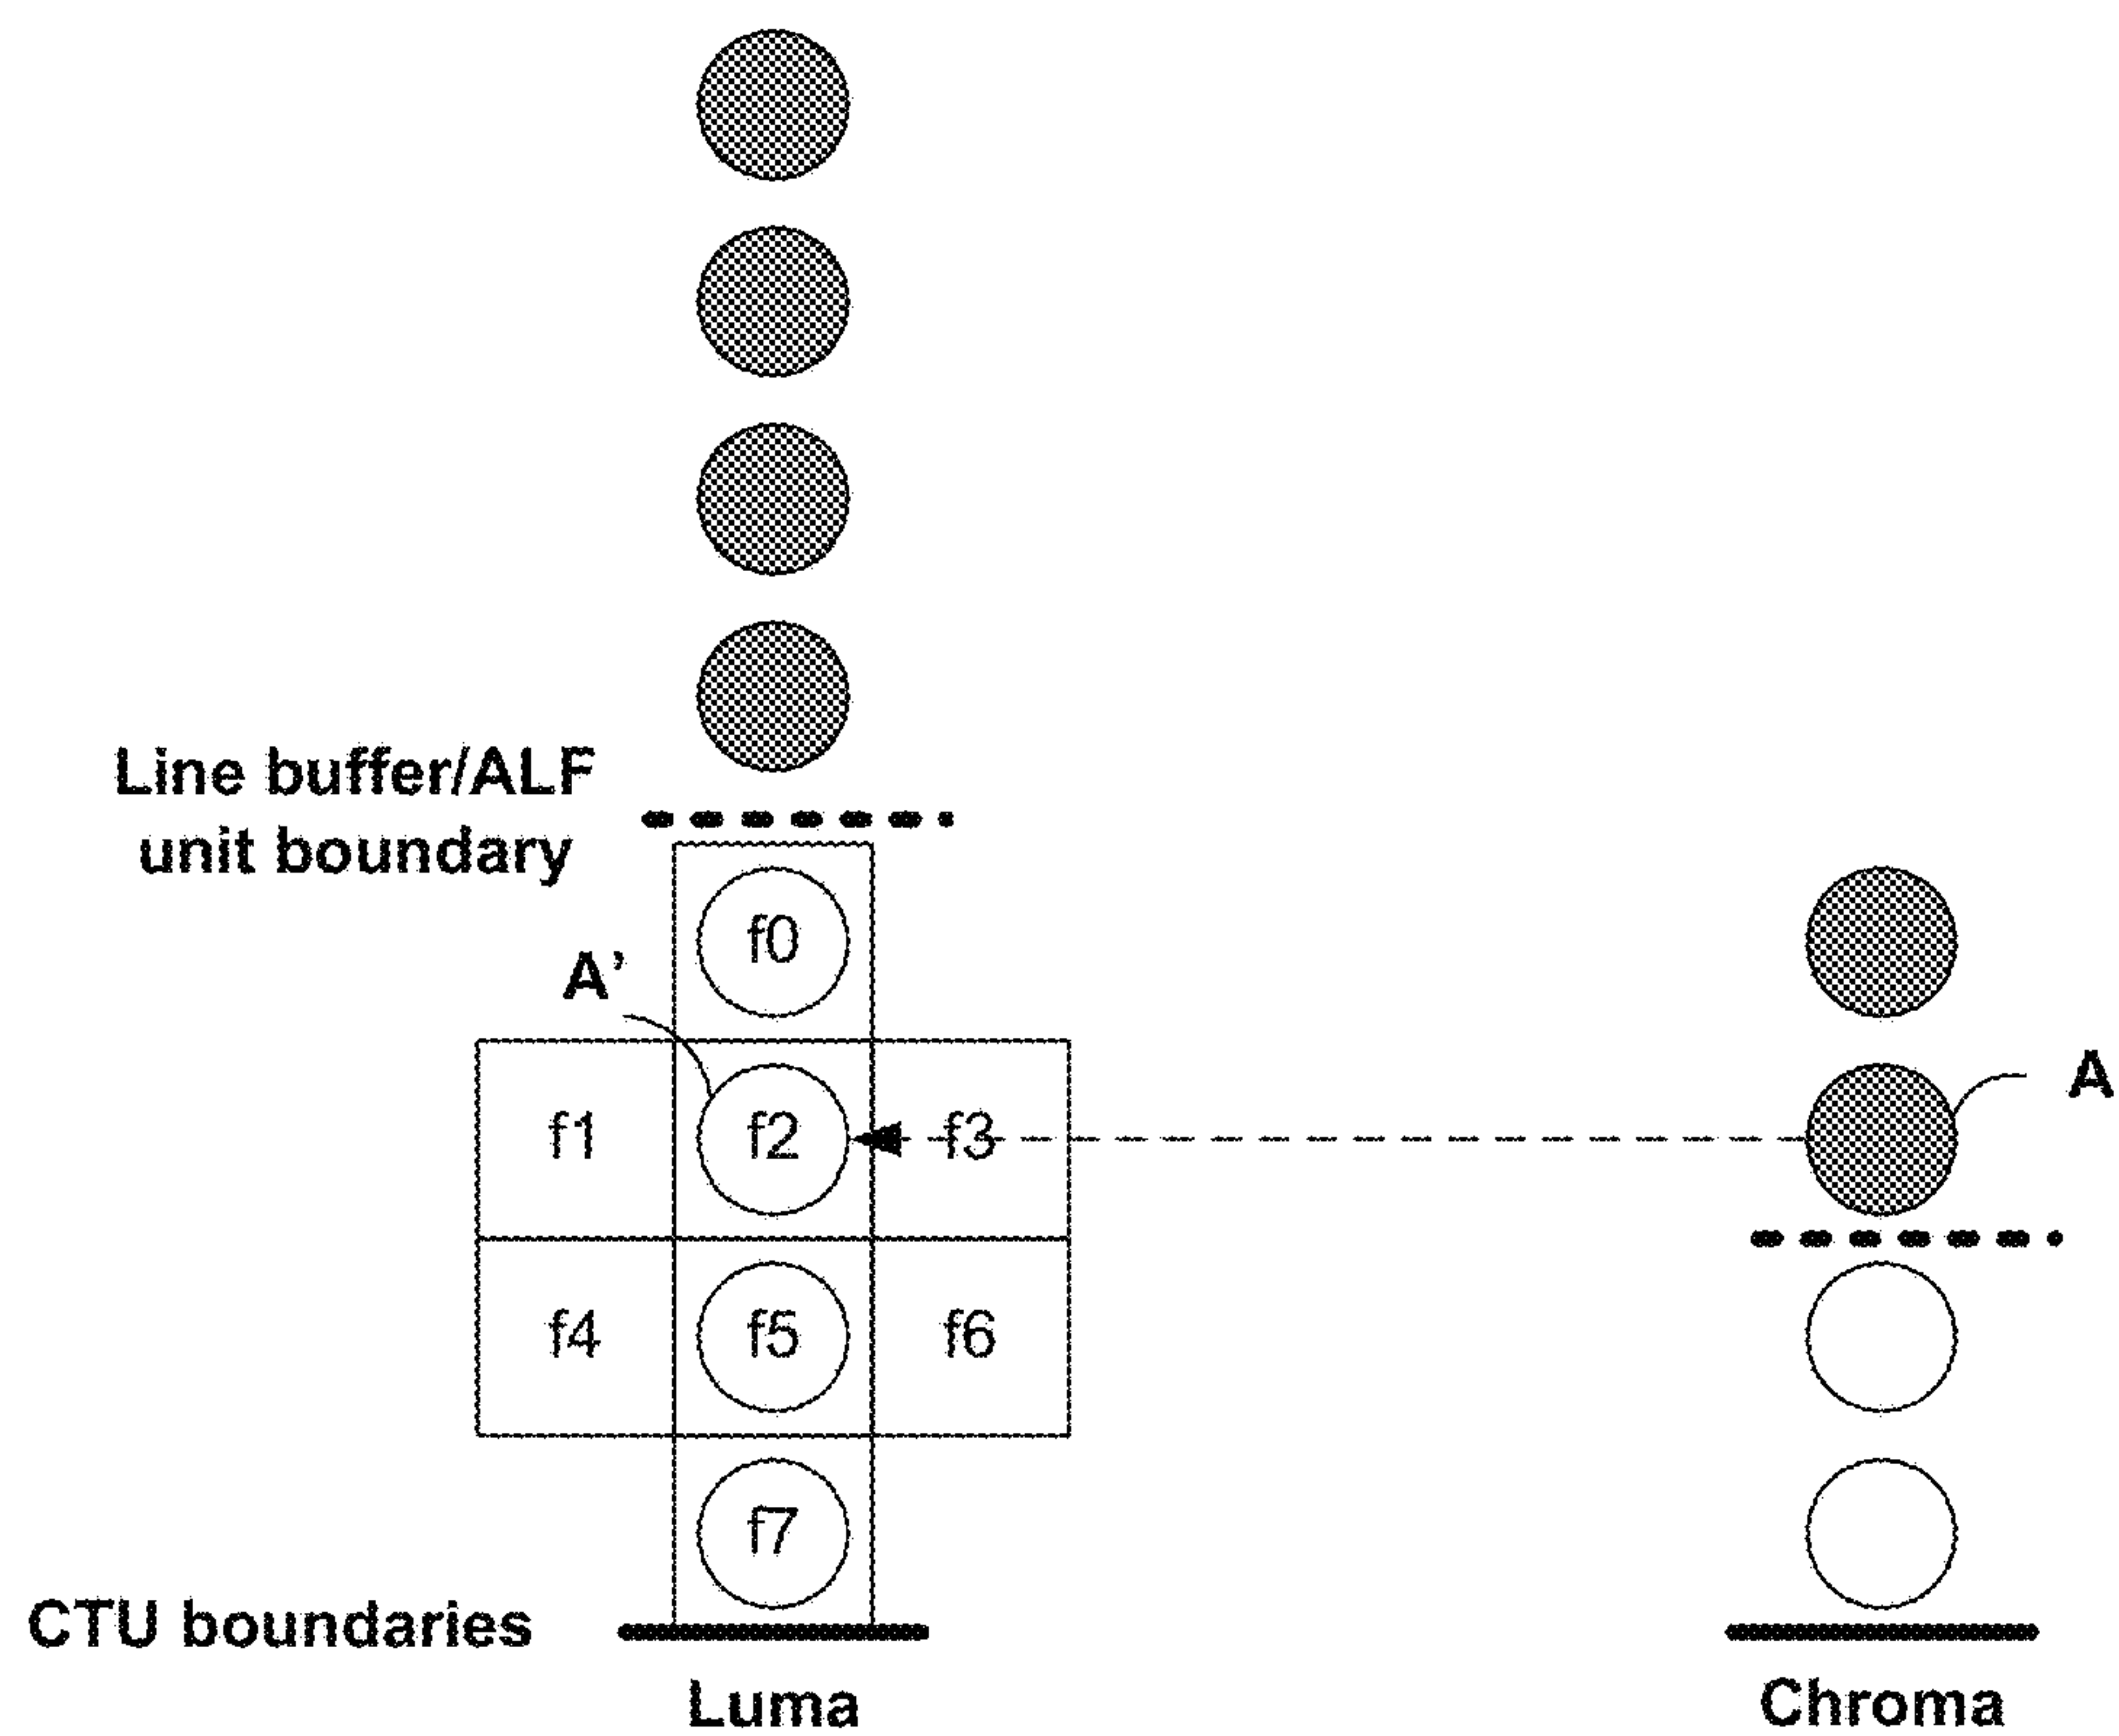 Line buffer/ALF
unit boundary
f0
A’
A
f1 f2 f3
f4 f5 f6
f7
CTU boundaries
Luma Chroma